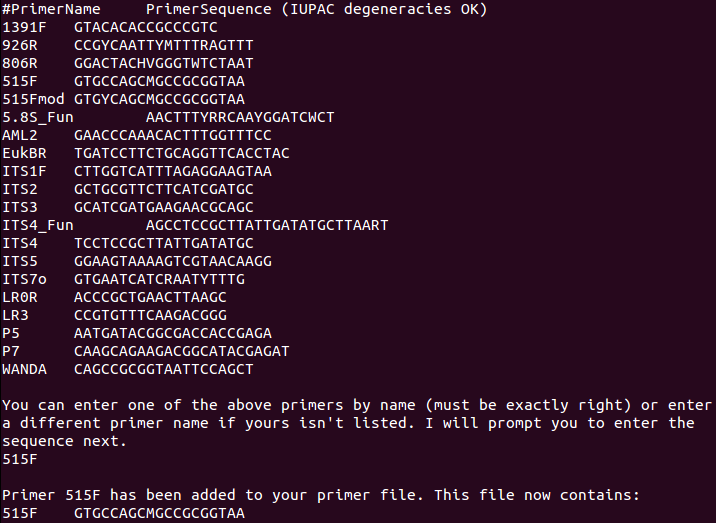 #PrimerName PrimerSequence (IUPAC degeneracies OK)
1391F GTACACACCGCCCGTC
926R CCGYCAATTYMTTTRAGTTT
806R GGACTACHVGGGTWTCTAAT
515F GTGCCAGCMGCCGCGGTAA
515Fmod GTGYCAGCMGCCGCGGTAA
5.8S_Fun AACTTTYRRCAAYGGATCWCT
AML2 GAACCCAAACACTTTGGTTTCC
EukBR TGATCCTTCTGCAGGTTCACCTAC
ITS1F CTTGGTCATTTAGAGGAAGTAA
ITS2 GCTGCGTTCTTCATCGATGC
ITS3 GCATCGATGAAGAACGCAGC
ITS4_Fun AGCCTCCGCTTATTGATATGCTTAART
ITS4 TCCTCCGCTTATTGATATGC
ITS5 GGAAGTAAAAGTCGTAACAAGG
ITS7o GTGAATCATCRAATYTTTG
LR0R ACCCGCTGAACTTAAGC
LR3 CCGTGTTTCAAGACGGG
P5 AATGATACGGCGACCACCGAGA
P7 CAAGCAGAAGACGGCATACGAGAT
WANDA CAGCCGCGGTAATTCCAGCT
You can enter one of the above primers by name (must be exactly right) or enter
a different primer name if yours isn't listed. I will prompt you to enter the
sequence next.
515F
Primer 515F has been added to your primer file. This file now contains:
515F GTGCCAGCMGCCGCGGTAA